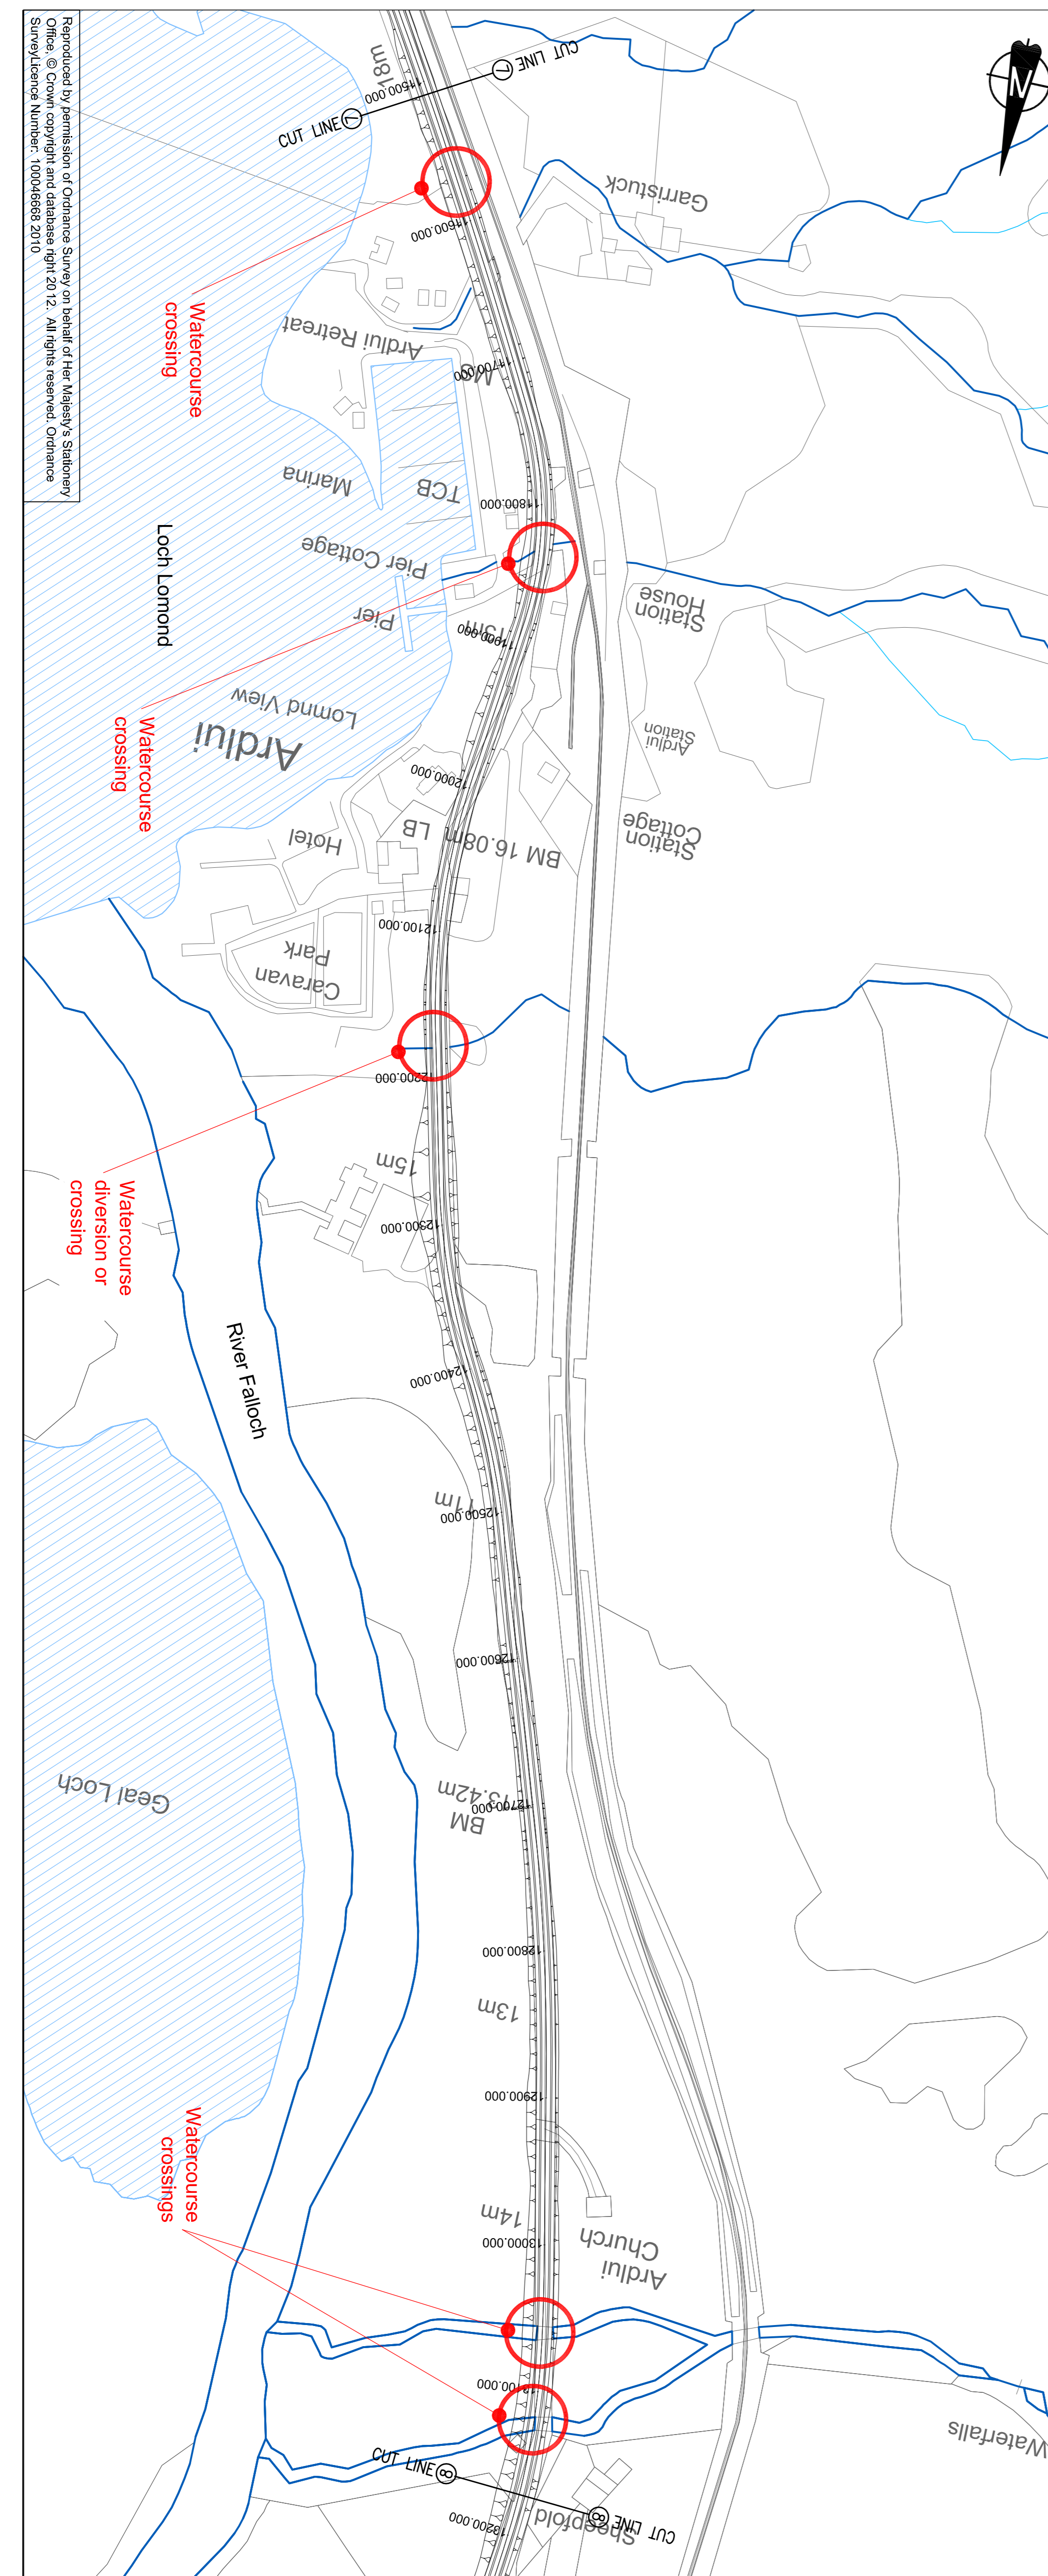 Reproduced by permission of Ordnance Survey on behalf of Her Majesty's Stationery
Office. © Crown copyright and database right 2012. All rights reserved. Ordnance
SurveyLicence Number: 100046668 2010
N
18m
CUT LINE 7
7 CUT LINE
11500.000
11600.000
Garristuck
Watercourse
crossing
Ardlui Retreat
11700.000
MS
Marina
TCB
11800.000
Loch Lomond
Pier Cottage
Pier
15m
11900.000
Station
House
Lomnd View
Ardlui
Ardlui
Station
Watercourse
crossing
12000.000
Hotel
LB
BM 16.08m
Station
Cottage
12100.000
Caravan
Park
12200.000
Watercourse
diversion or
crossing
15m
12300.000
River Falloch
12400.000
11m
12500.000
12600.000
Geal Loch
BM
13.42m
12700.000
12800.000
13m
12900.000
Watercourse
crossings
14m
13000.000
Ardlui
Church
13100.000
Waterfalls
CUT LINE 8
8 CUT LINE
Sheepfold
13200.000